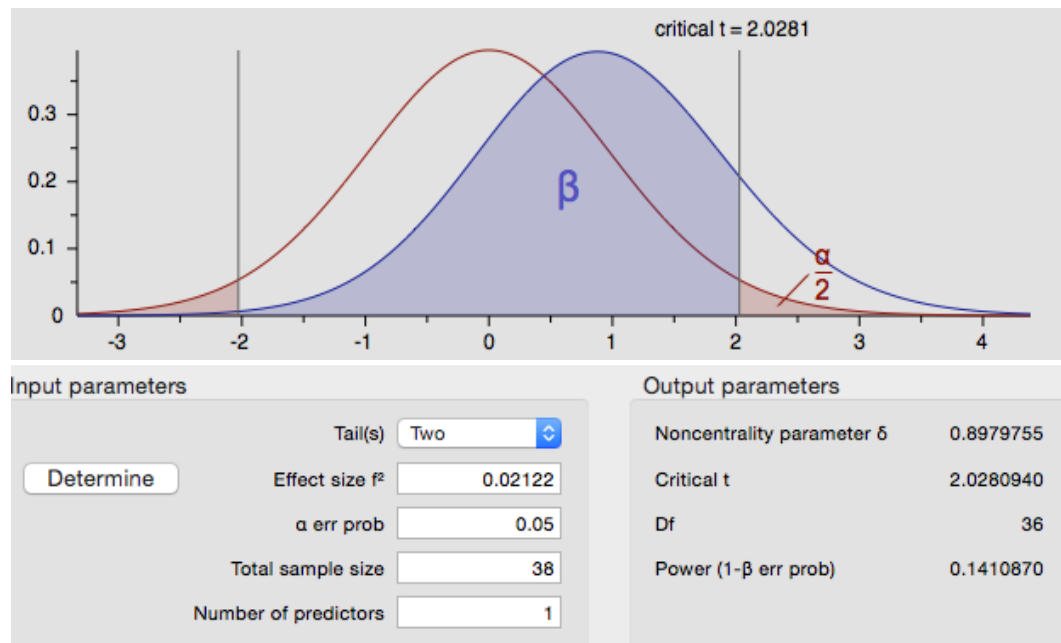 critical t = 2.0281
0.3
0.2
0.1
0
β
α
2
-3 -2 -1 0 1 2 3 4
Input parameters
Output parameters
Tail(s) Two
Noncentrality parameter δ 0.8979755
Determine
Effect size f² 0.02122
Critical t 2.0280940
α err prob 0.05
Df 36
Total sample size 38
Power (1-β err prob) 0.1410870
Number of predictors 1